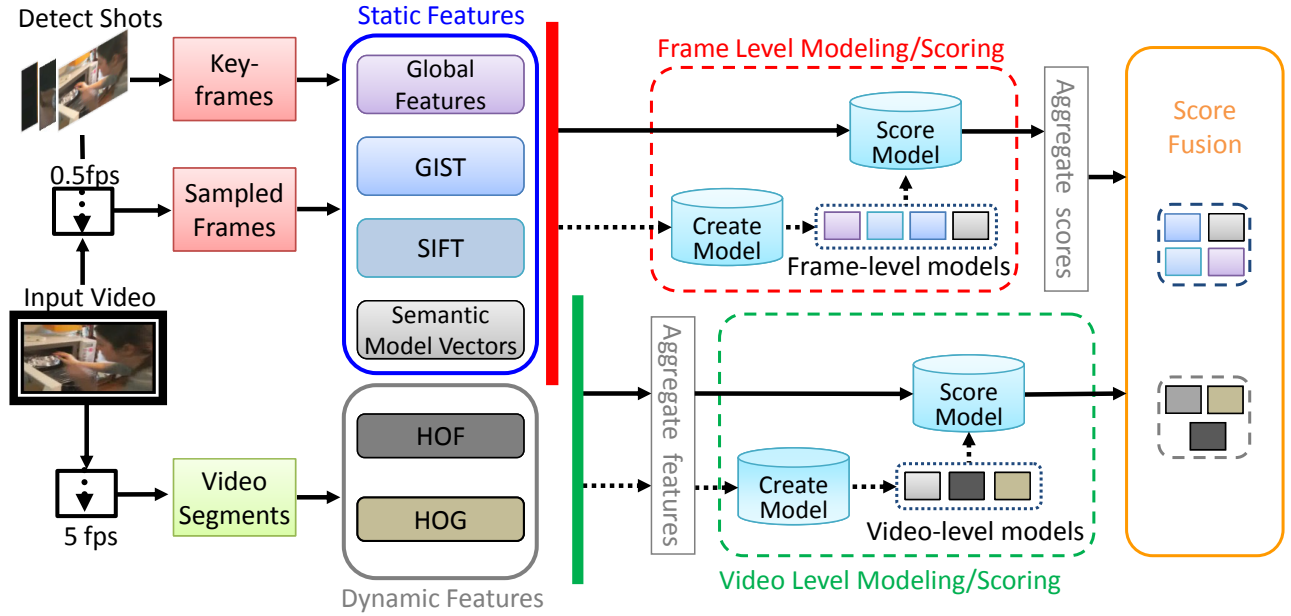 Detect Shots
Key-
frames
0.5fps
Sampled
Frames
Input Video
5 fps
Video
Segments
Static Features
Global
Features
GIST
SIFT
Semantic
Model Vectors
HOF
HOG
Dynamic Features
Frame Level Modeling/Scoring
Score
Model
Create
Model
Frame-level models
Aggregate scores
Aggregate features
Score
Model
Create
Model
Video-level models
Video Level Modeling/Scoring
Score
Fusion